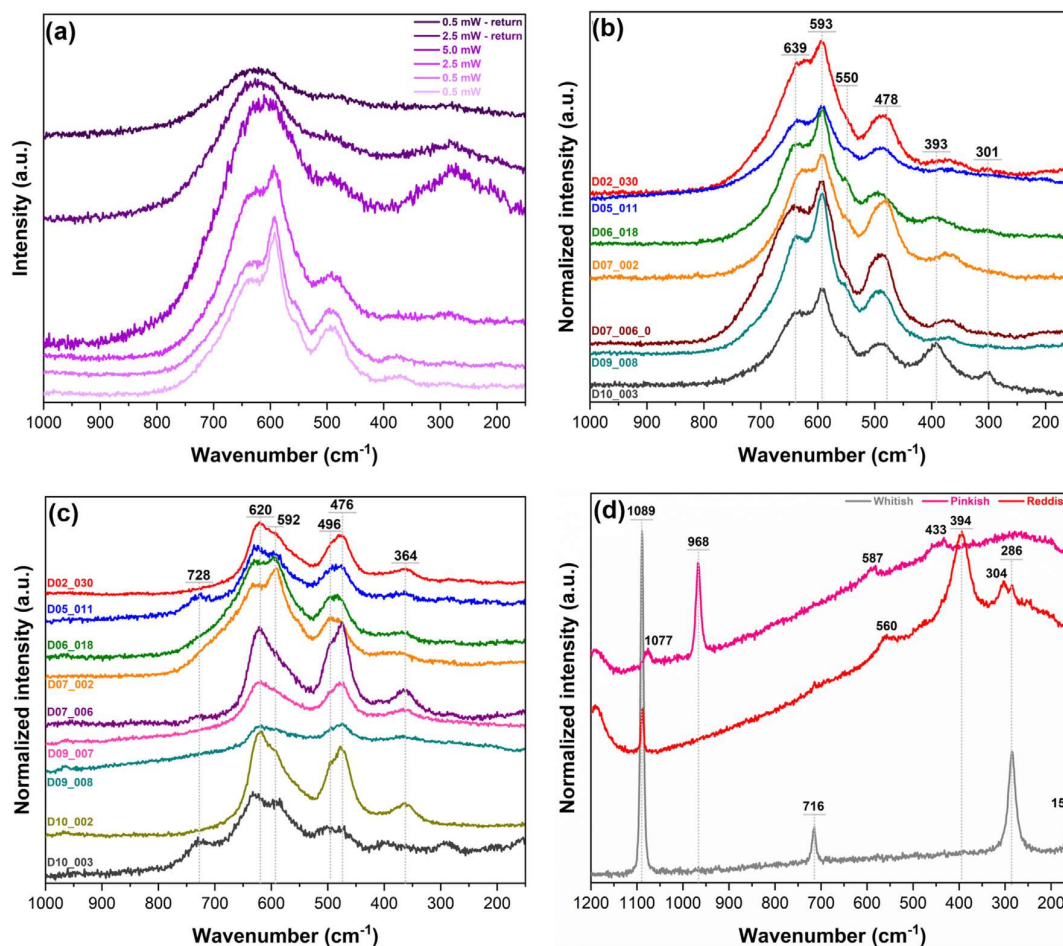 (a)
0.5 mW - return
2.5 mW - return
5.0 mW
2.5 mW
0.5 mW
0.5 mW
Intensity (a.u.)
1000 900 800 700 600 500 400 300 200
Wavenumber (cm-1)
(b)
593
639
550
478
393
301
D02_030
D05_011
D06_018
D07_002
D07_006_0
D09_008
D10_003
Normalized intensity (a.u.)
1000 900 800 700 600 500 400 300 200
Wavenumber (cm-1)
(c)
476
620
592
496
364
728
D02_030
D05_011
D06_018
D07_002
D07_006
D09_007
D09_008
D10_002
D10_003
Normalized intensity (a.u.)
1000 900 800 700 600 500 400 300 200
Wavenumber (cm-1)
(d)
Whitish Pinkish Reddis
1089
968
433
394
587
286
304
1077
560
716
15
Normalized intensity (a.u.)
1200 1100 1000 900 800 700 600 500 400 300 200
Wavenumber (cm-1)